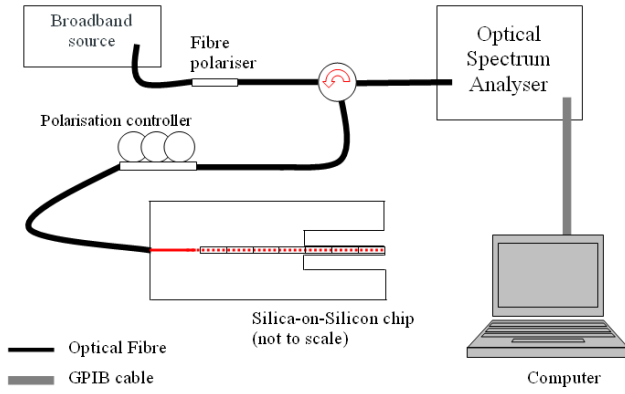 Broadband
source
Fibre
polariser
Optical
Spectrum
Analyser
Polarisation controller
Silica-on-Silicon chip
(not to scale)
Optical Fibre
GPIB cable
Computer